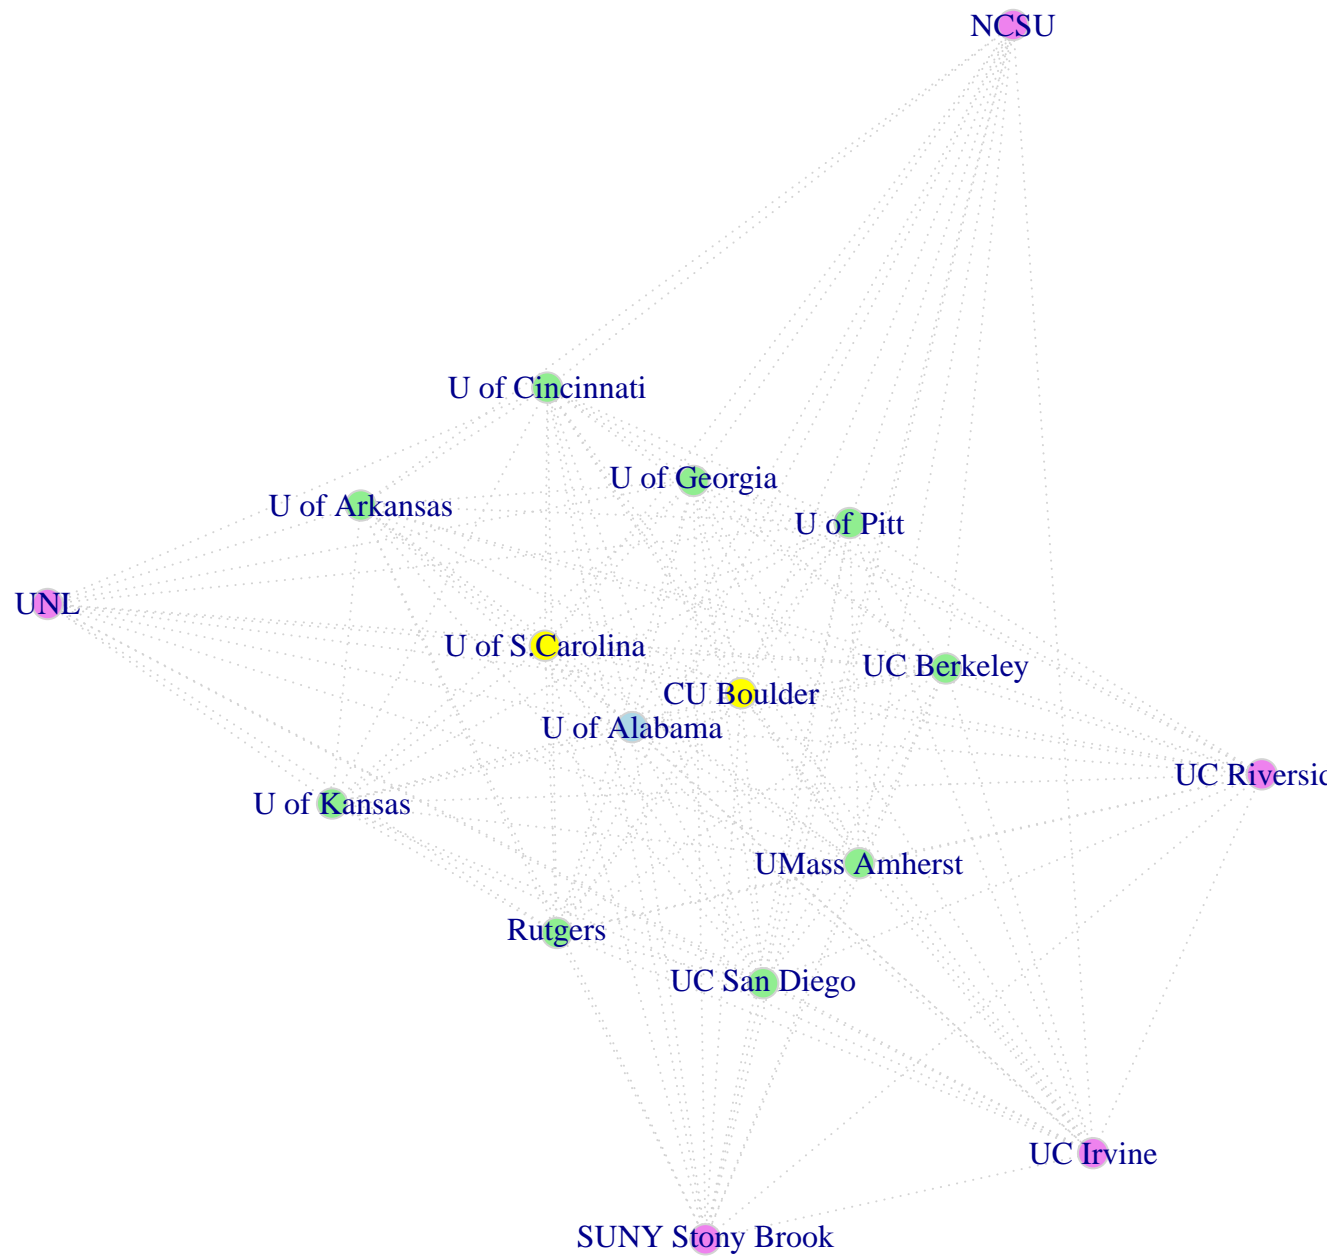 NCSU
U of Cincinnati
U of Georgia
U of Arkansas
U of Pitt
UNL
U of S.Carolina
UC Berkeley
CU Boulder
U of Alabama
UC Riversid
U of Kansas
UMass Amherst
Rutgers
UC San Diego
UC Irvine
SUNY Stony Brook